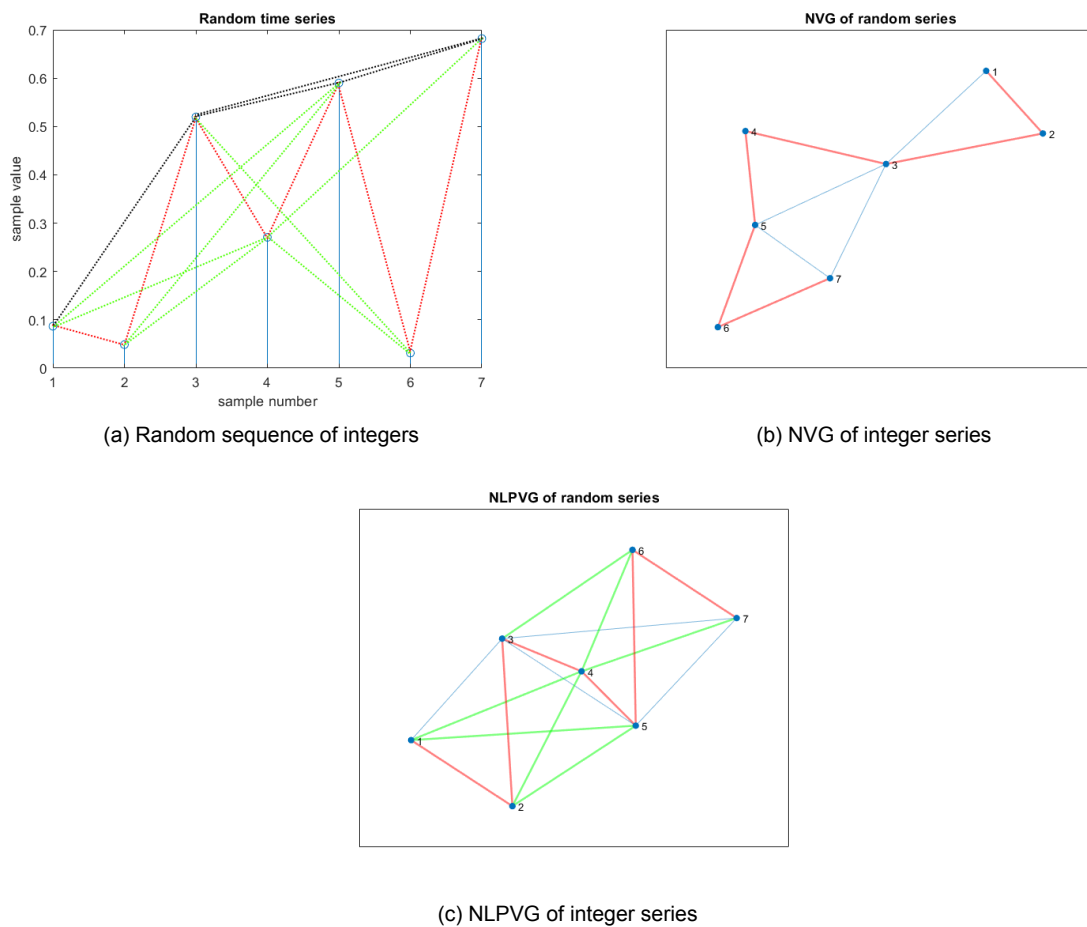 Random time series
0.7
0.6
0.5
0.4
0.3
0.2
0.1
0
sample value
1 2 3 4 5 6 7
sample number
(a) Random sequence of integers
NVG of random series
1
2
4
3
5
7
6
(b) NVG of integer series
NLPVG of random series
6
7
3
4
5
1
2
(c) NLPVG of integer series